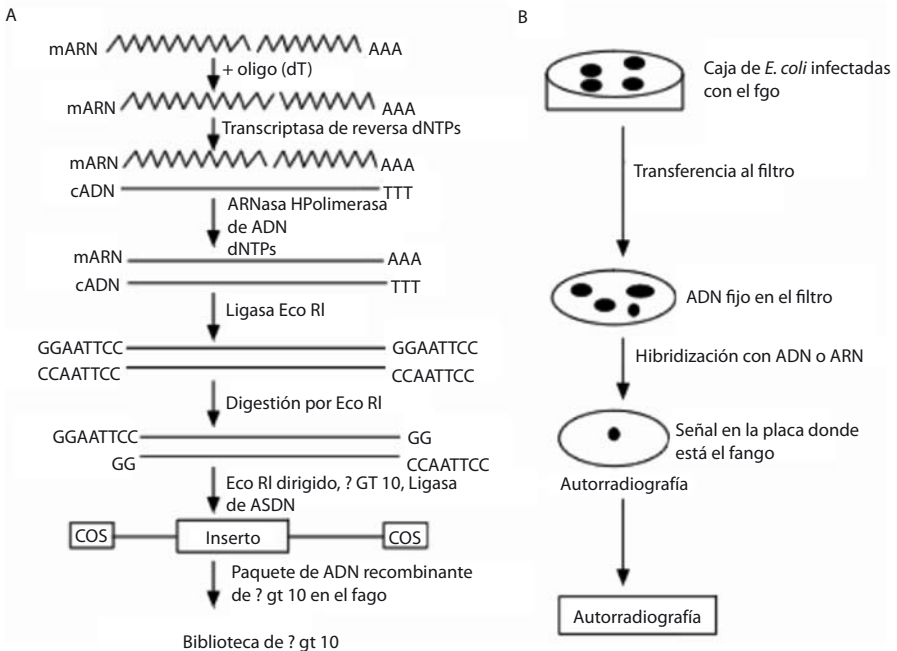 A
mARN AAA
+ oligo (dT)
mARN AAA
Transcriptasa de reversa dNTPs
mARN AAA
cADN TTT
ARNasa HPolimerasa
de ADN
dNTPs
mARN AAA
cADN TTT
Ligasa Eco Rl
GGAATTCC GGAATTCC
CCAATTCC CCAATTCC
Digestión por Eco Rl
GGAATTCC GG
GG CCAATTCC
Eco Rl dirigido, ? GT 10, Ligasa
de ASDN
COS Inserto COS
Paquete de ADN recombinante
de ? gt 10 en el fago
Biblioteca de ? gt 10
B
Caja de E. coli infectadas
con el fgo
Transferencia al filtro
ADN fijo en el filtro
Hibridización con ADN o ARN
Señal en la placa donde
está el fango
Autorradiografía
Autorradiografía